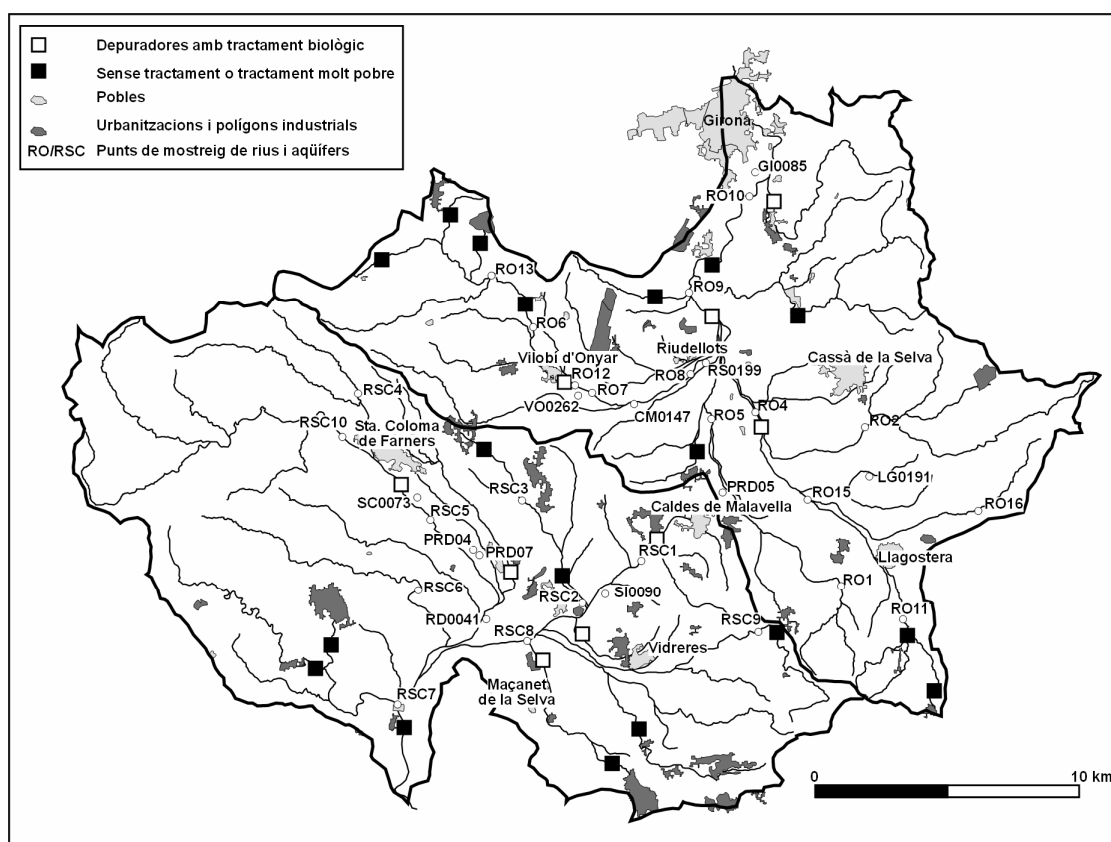 Depuradores amb tractament biològic
Sense tractament o tractament molt pobre
Pobles
Urbanitzacions i polígons industrials
RO/RSC Punts de mostreig de rius i aqüífers
Girona
GI0085
RO10
RO13
RO9
RO6
Riudellots
Vilobí d'Onyar
RO12
RO8
RS0199
Cassà de la Selva
RO7
VO0262
CM0147
RO5
RO4
RO2
RSC4
RSC10
Sta. Coloma
de Farners
SC0073
RSC3
RSC5
PRD05
LG0191
RO15
RO16
Caldes de Malavella
PRD04
PRD07
RSC1
Llagostera
RSC6
RSC2
SI0090
RO1
RD0041
RO11
RSC8
RSC9
Vidreres
RSC7
Maçanet
de la Selva
0
10 km